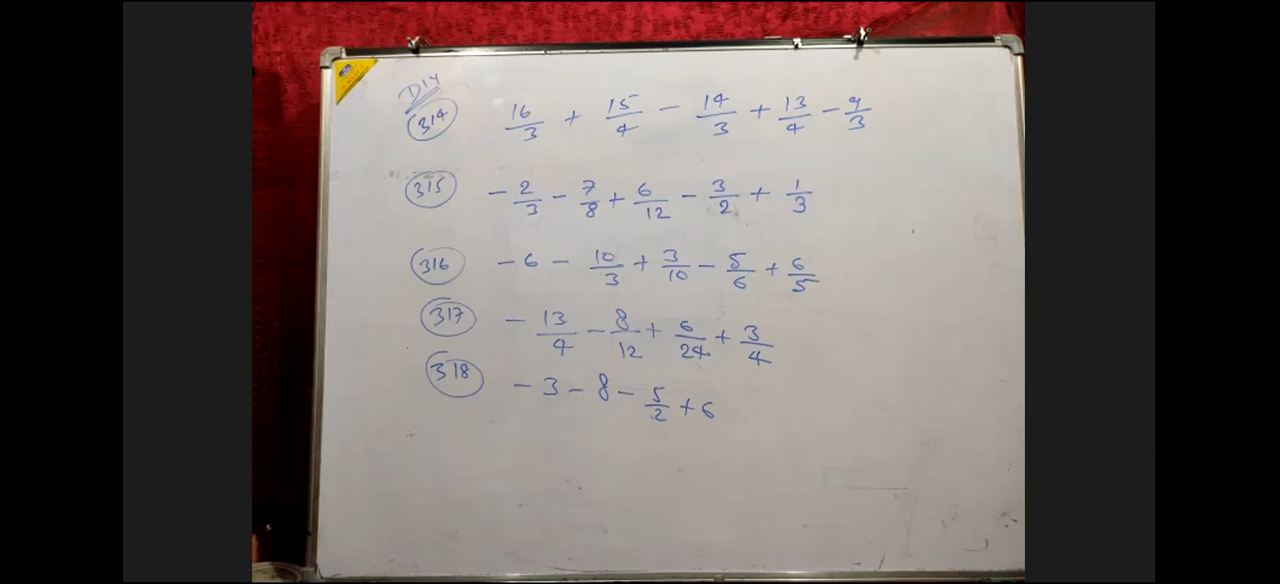 D14
314 16/3 + 15/4 - 14/3 + 13/4 - 9/3
315 - 2/3 - 7/8 + 6/12 - 3/2 + 1/3
316 - 6 - 10/3 + 3/10 - 5/6 + 6/5
317 - 13/4 - 8/12 + 6/24 + 3/4
318 - 3 - 8 - 5/2 + 6